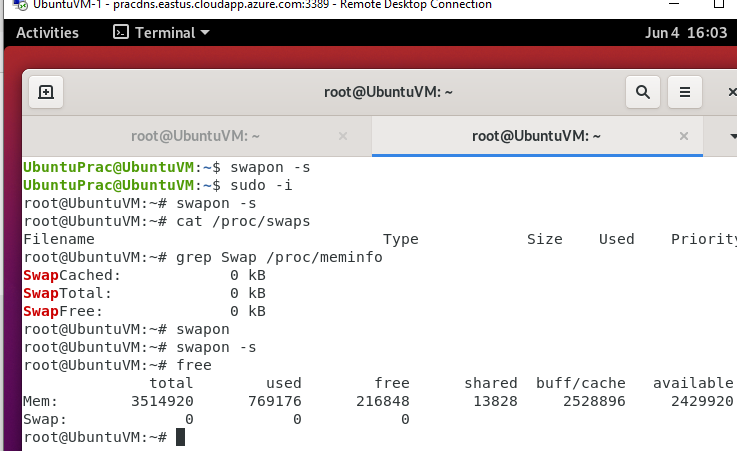 UbuntuVM-1 - pracdns.eastus.cloudapp.azure.com:3389 - Remote Desktop Connection
Activities Terminal Jun 4 16:03
root@UbuntuVM: ~
root@UbuntuVM: ~ root@UbuntuVM: ~
UbuntuPrac@UbuntuVM:~$ swapon -s
UbuntuPrac@UbuntuVM:~$ sudo -i
root@UbuntuVM:~# swapon -s
root@UbuntuVM:~# cat /proc/swaps
Filename Type Size Used Priority
root@UbuntuVM:~# grep Swap /proc/meminfo
SwapCached: 0 kB
SwapTotal: 0 kB
SwapFree: 0 kB
root@UbuntuVM:~# swapon
root@UbuntuVM:~# swapon -s
root@UbuntuVM:~# free
total used free shared buff/cache available
Mem: 3514920 769176 216848 13828 2528896 2429920
Swap: 0 0 0
root@UbuntuVM:~#